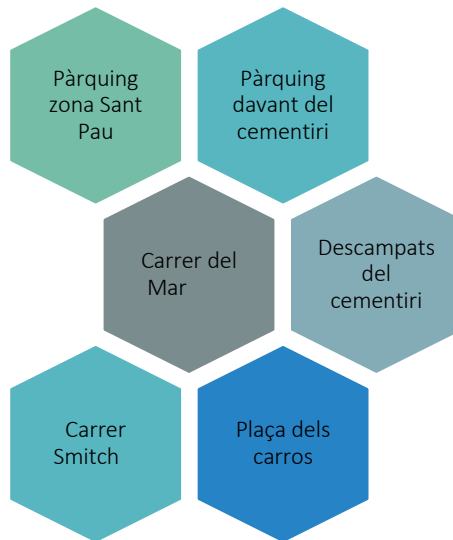 Pàrquing
zona Sant
Pau
Pàrquing
davant del
cementiri
Carrer del
Mar
Descampats
del
cementiri
Carrer
Smitch
Plaça dels
carros